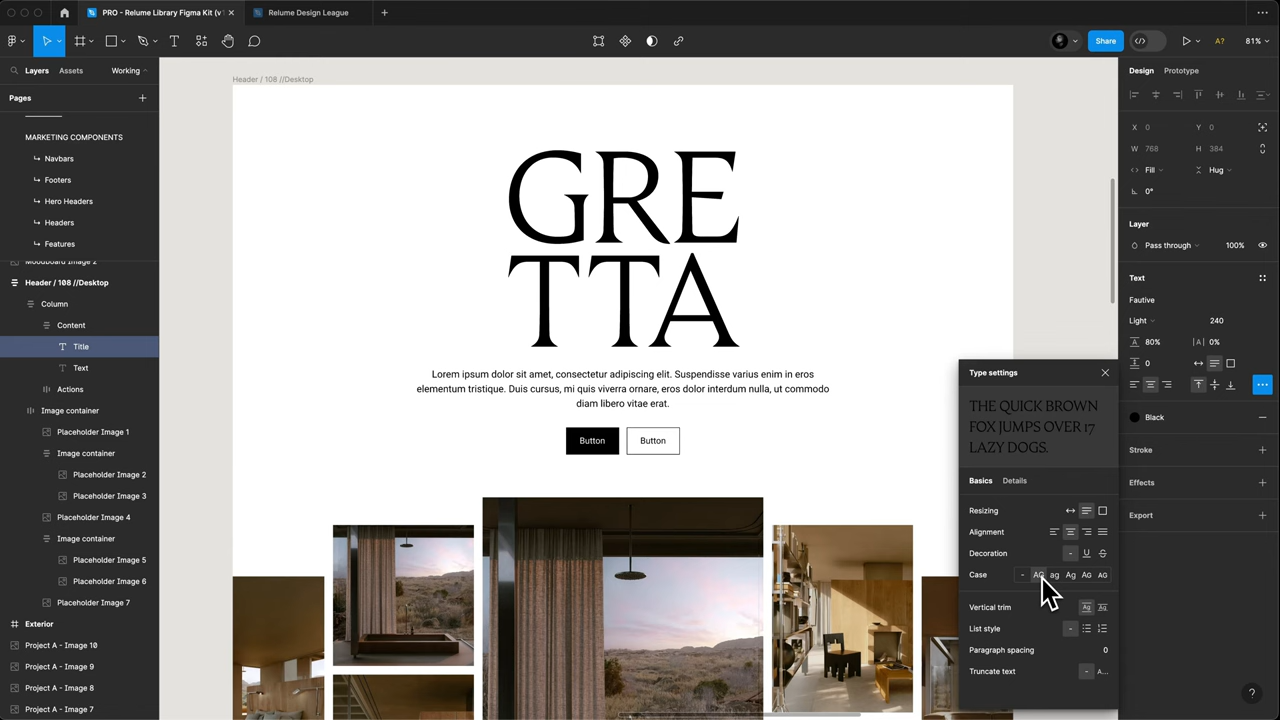 PRO - Relume Library Figma Kit (v
Relume Design League
Share
A?
81%
Layers
Assets
Working
Pages
MARKETING COMPONENTS
Navbars
Footers
Hero Headers
Headers
Features
Moodboard Image 2
Header / 108 //Desktop
Column
Content
Title
Text
Actions
Image container
Placeholder Image 1
Image container
Placeholder Image 2
Placeholder Image 3
Placeholder Image 4
Image container
Placeholder Image 5
Placeholder Image 6
Placeholder Image 7
Exterior
Project A - Image 10
Project A - Image 9
Project A - Image 8
Project A - Image 7
Header / 108 //Desktop
GRE
TTA
Lorem ipsum dolor sit amet, consectetur adipiscing elit. Suspendisse varius enim in eros
elementum tristique. Duis cursus, mi quis viverra ornare, eros dolor interdum nulla, ut commodo
diam libero vitae erat.
Button
Button
Design
Prototype
X 0
Y 0
W 768
H 384
Fill
Hug
0°
Layer
Pass through
100%
Text
Fautive
Light
240
80%
0%
0
Black
Stroke
Effects
Export
Type settings
THE QUICK BROWN
FOX JUMPS OVER 17
LAZY DOGS.
Basics
Details
Resizing
Alignment
Decoration
- U S
Case
- AG ag Ag AG AG
Vertical trim
Ag Ag
List style
-
Paragraph spacing
0
Truncate text
- A...
?